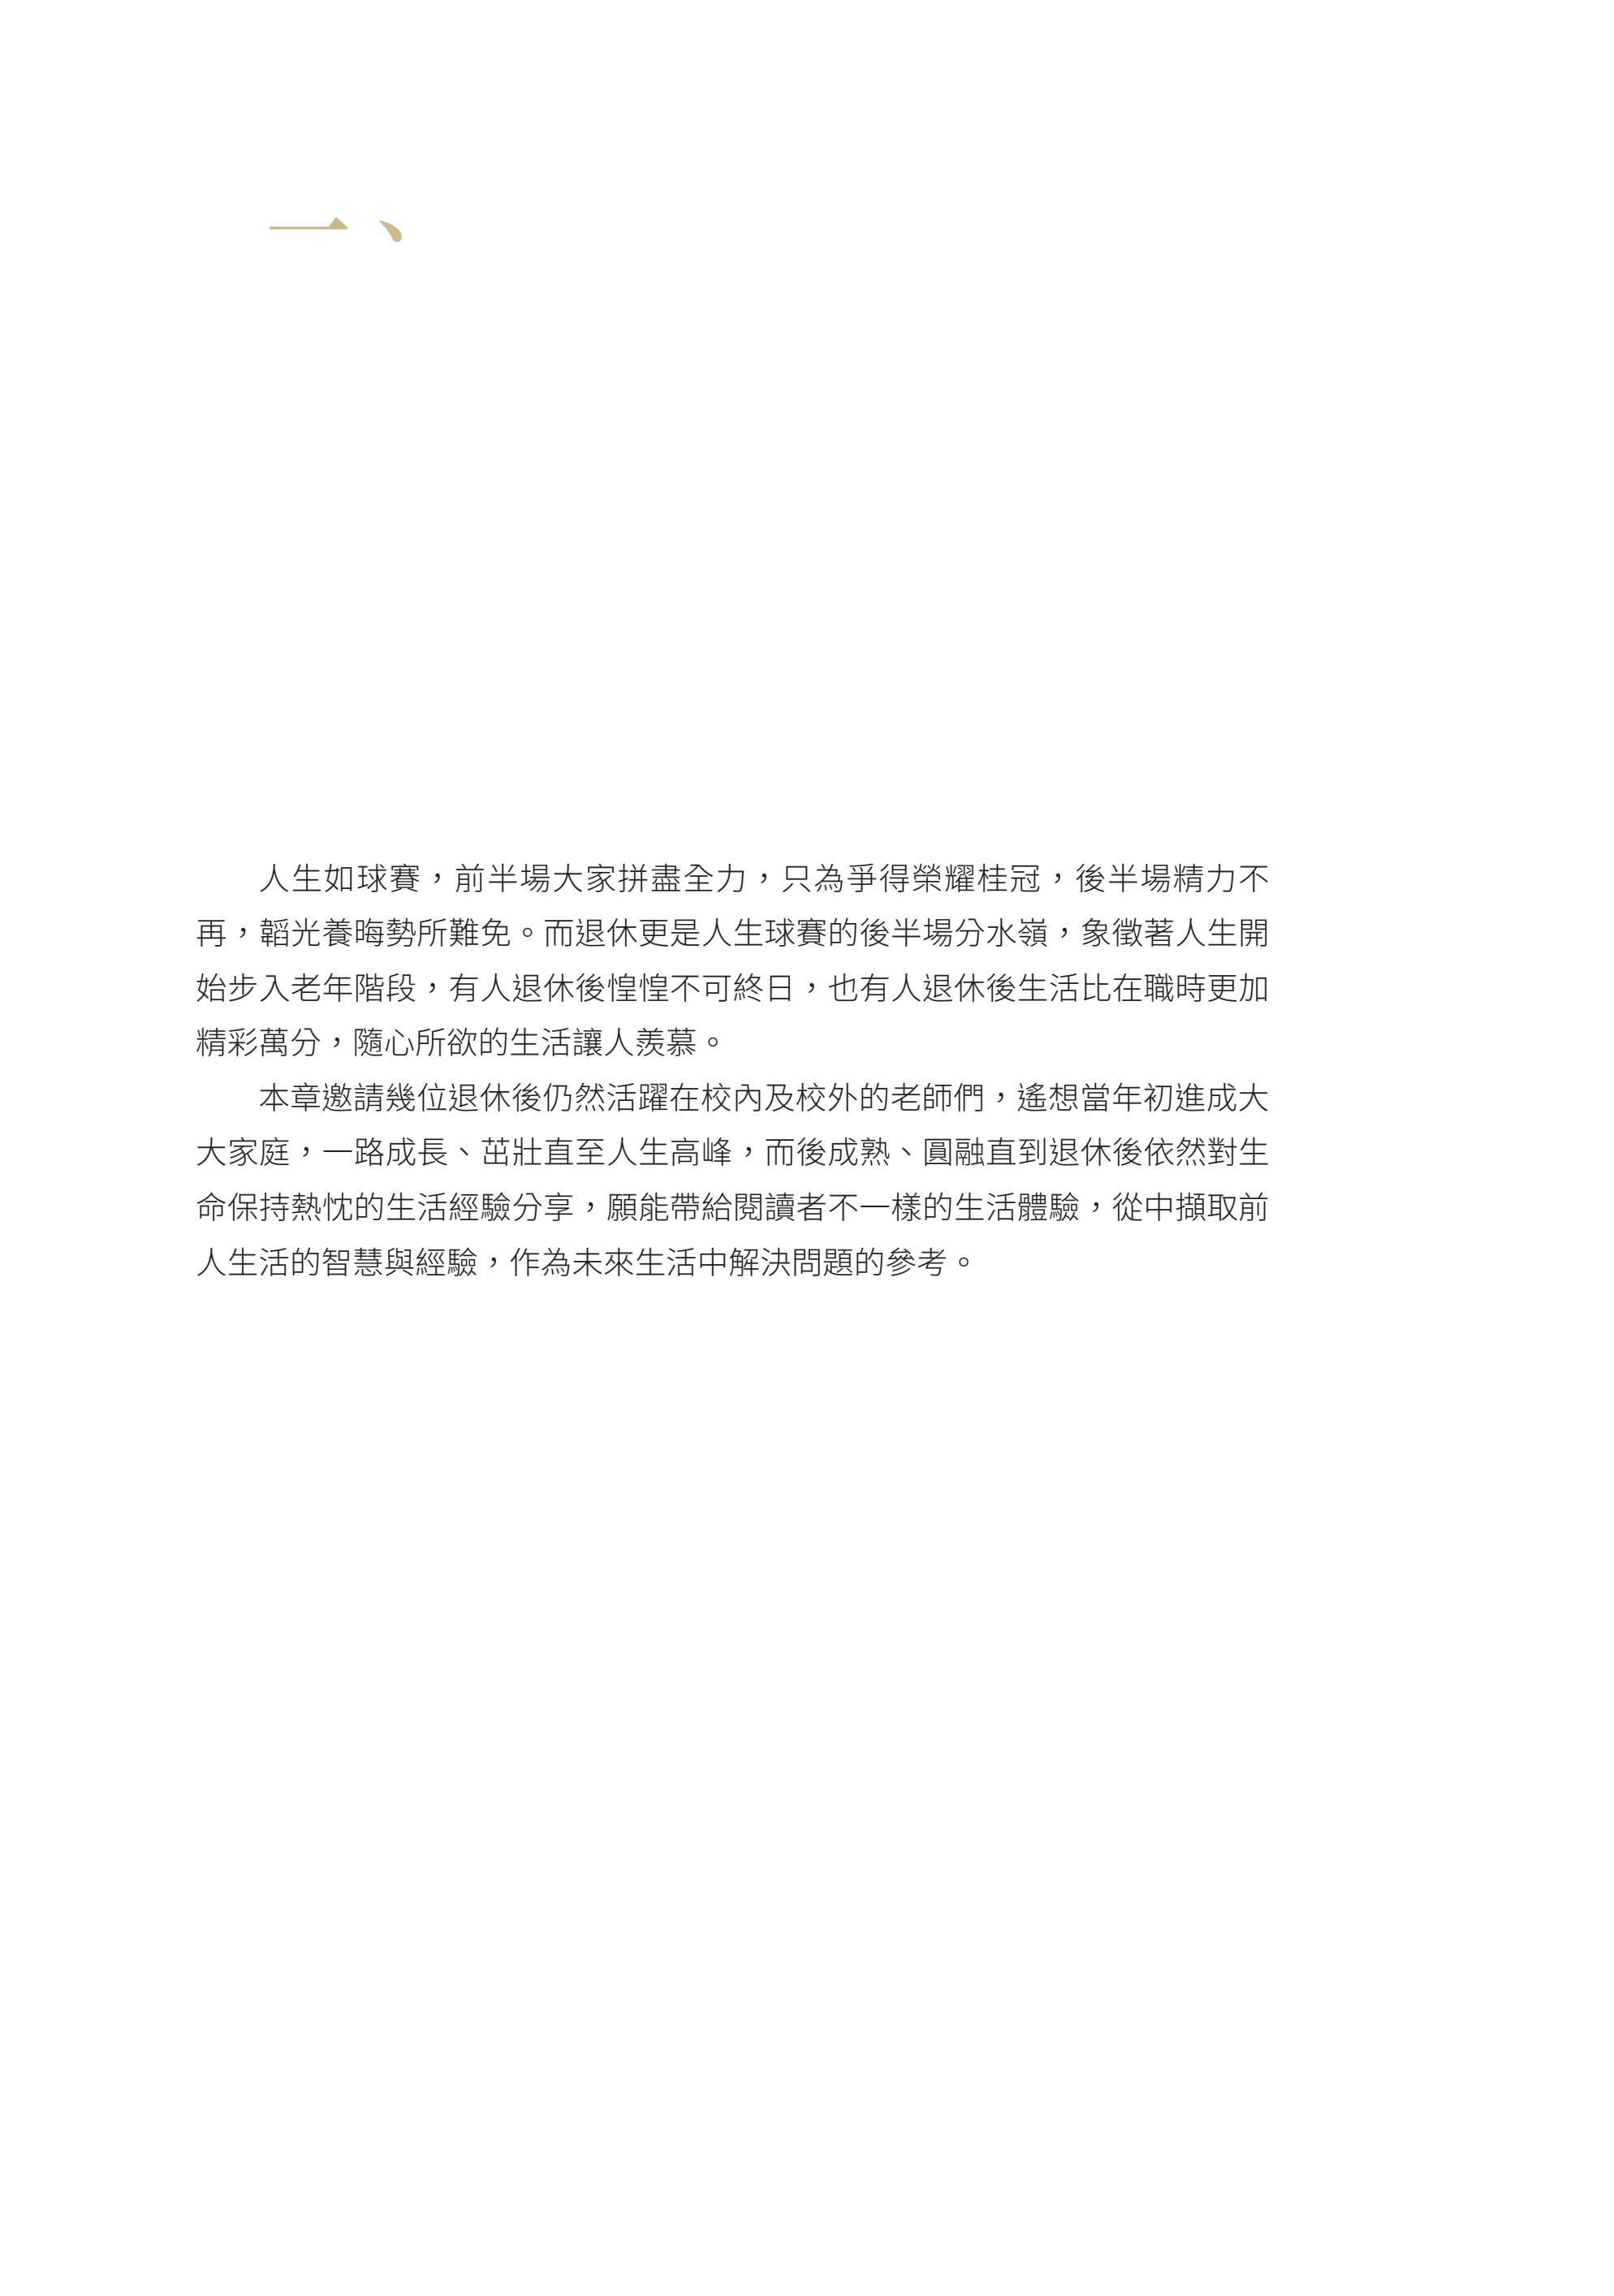 一、
人生如球賽，前半場大家拼盡全力，只為爭得榮耀桂冠，後半場精力不
再，韜光養晦勢所難免。而退休更是人生球賽的後半場分水嶺，象徵著人生開
始步入老年階段，有人退休後惶惶不可終日，也有人退休後生活比在職時更加
精彩萬分，隨心所欲的生活讓人羨慕。
本章邀請幾位退休後仍然活躍在校內及校外的老師們，遙想當年初進成大
大家庭，一路成長、茁壯直至人生高峰，而後成熟、圓融直到退休後依然對生
命保持熱忱的生活經驗分享，願能帶給閱讀者不一樣的生活體驗，從中擷取前
人生活的智慧與經驗，作為未來生活中解決問題的參考。